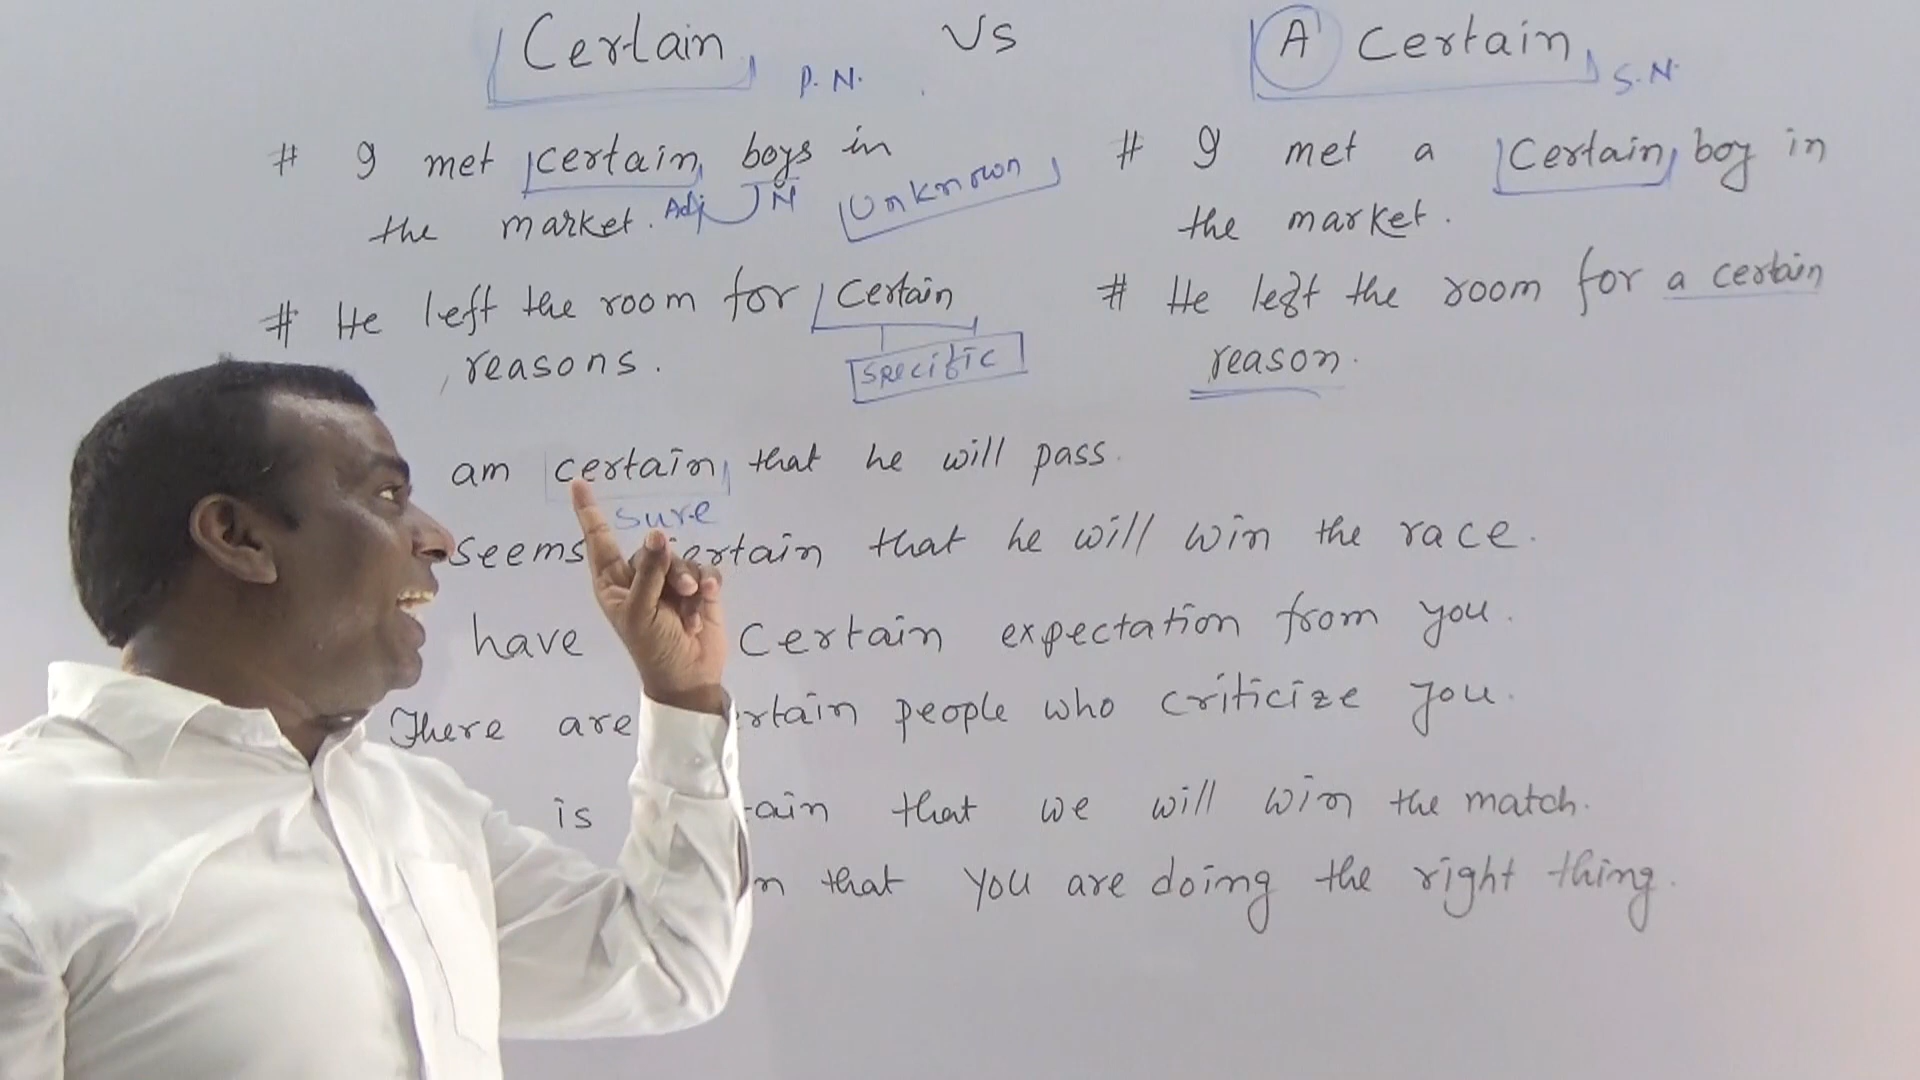 Certain Vs A Certain
P. N. S. N.
# I met certain boys in
Adj N Unknown
the market.
# I met a certain boy in
the market.
# He left the room for certain
reasons.
specific
# He left the room for a certain
reason.
am certain that he will pass.
sure
seems certain that he will win the race.
have certain expectation from you.
There are people who criticize you.
is that we will win the match.
that you are doing the right thing.